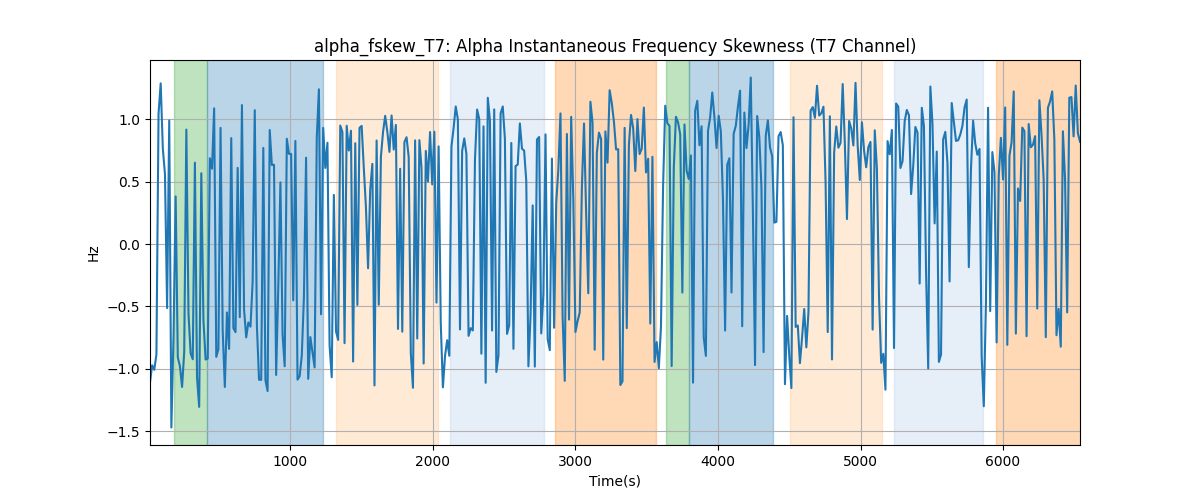 alpha_fskew_T7: Alpha Instantaneous Frequency Skewness (T7 Channel)
1.0
0.5
0.0
−0.5
−1.0
−1.5
Hz
1000 2000 3000 4000 5000 6000
Time(s)